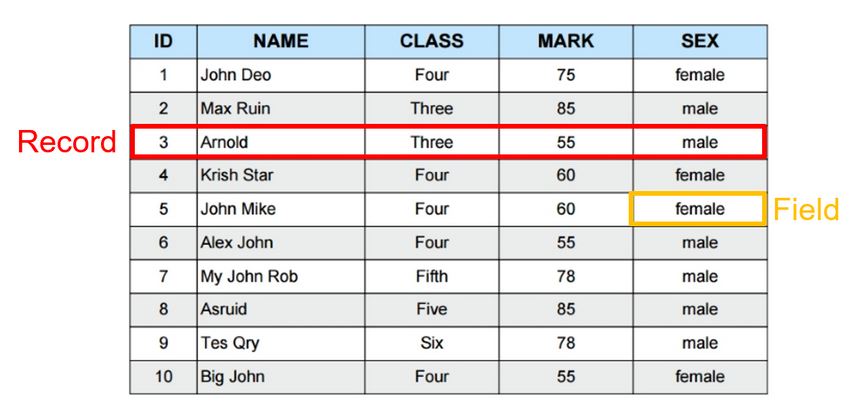 ID NAME CLASS MARK SEX
1 John Deo Four 75 female
2 Max Ruin Three 85 male
Record 3 Arnold Three 55 male
4 Krish Star Four 60 female
5 John Mike Four 60 female Field
6 Alex John Four 55 male
7 My John Rob Fifth 78 male
8 Asruid Five 85 male
9 Tes Qry Six 78 male
10 Big John Four 55 female